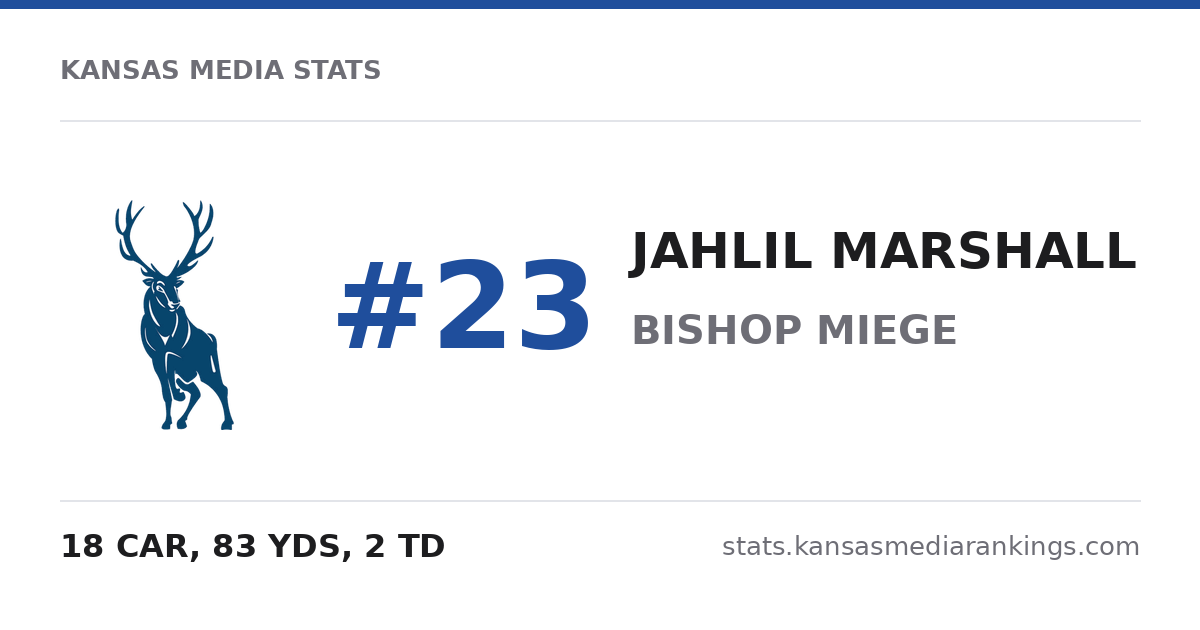 KANSAS MEDIA STATS
#23
JAHLIL MARSHALL
BISHOP MIEGE
18 CAR, 83 YDS, 2 TD
stats.kansasmediarankings.com